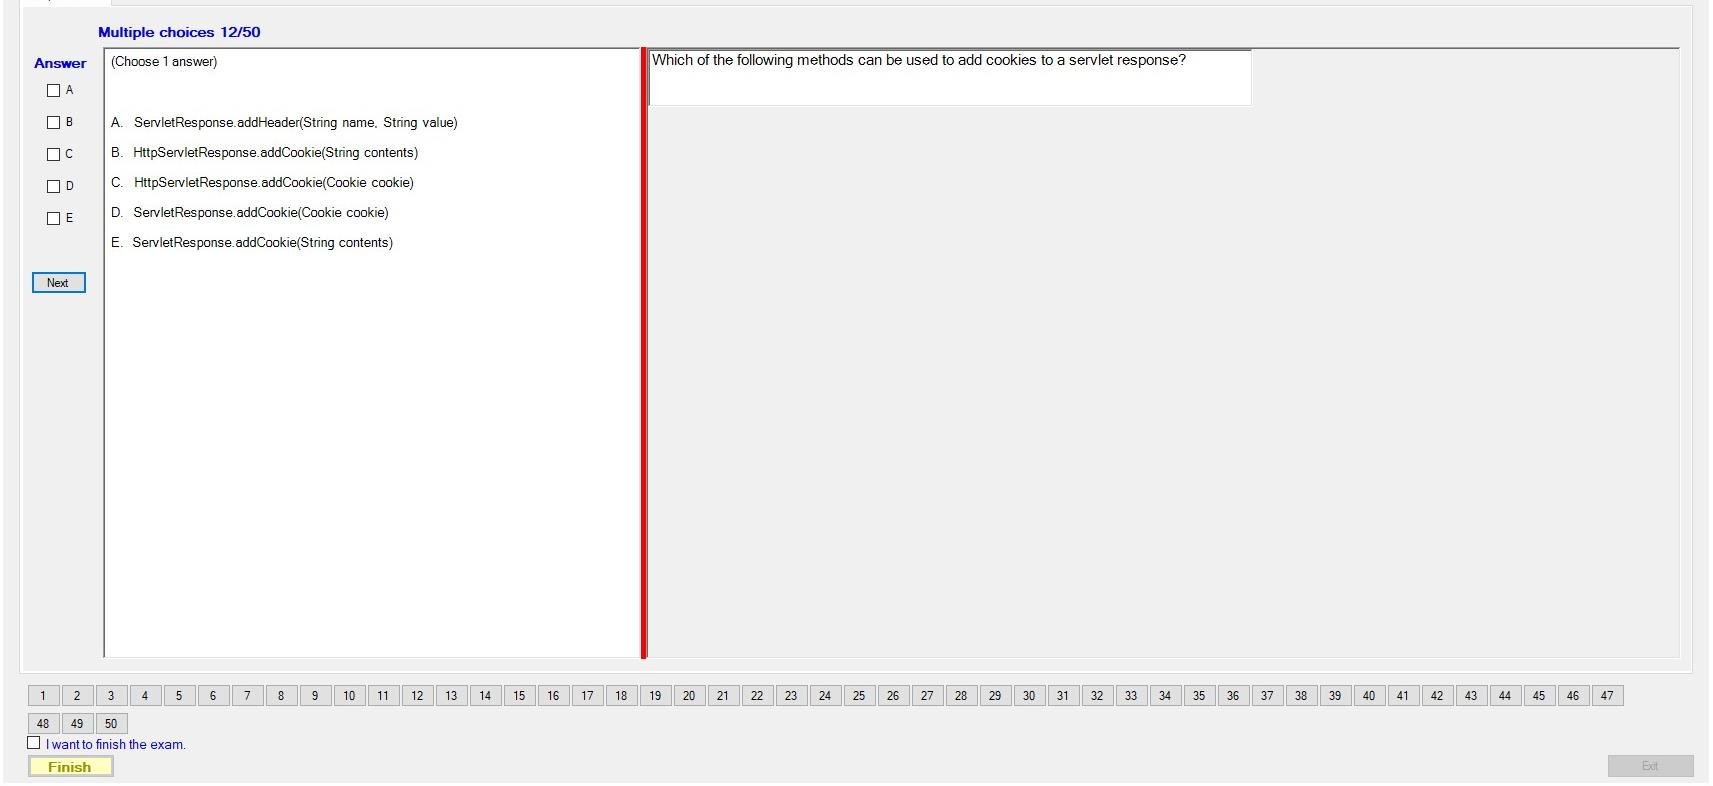 Multiple choices 12/50
Answer
(Choose 1 answer)
Which of the following methods can be used to add cookies to a servlet response?
A
B
C
D
E
A. ServletResponse.addHeader(String name, String value)
B. HttpServletResponse.addCookie(String contents)
C. HttpServletResponse.addCookie(Cookie cookie)
D. ServletResponse.addCookie(Cookie cookie)
E. ServletResponse.addCookie(String contents)
Next
1 2 3 4 5 6 7 8 9 10 11 12 13 14 15 16 17 18 19 20 21 22 23 24 25 26 27 28 29 30 31 32 33 34 35 36 37 38 39 40 41 42 43 44 45 46 47
48 49 50
I want to finish the exam.
Finish
Exit